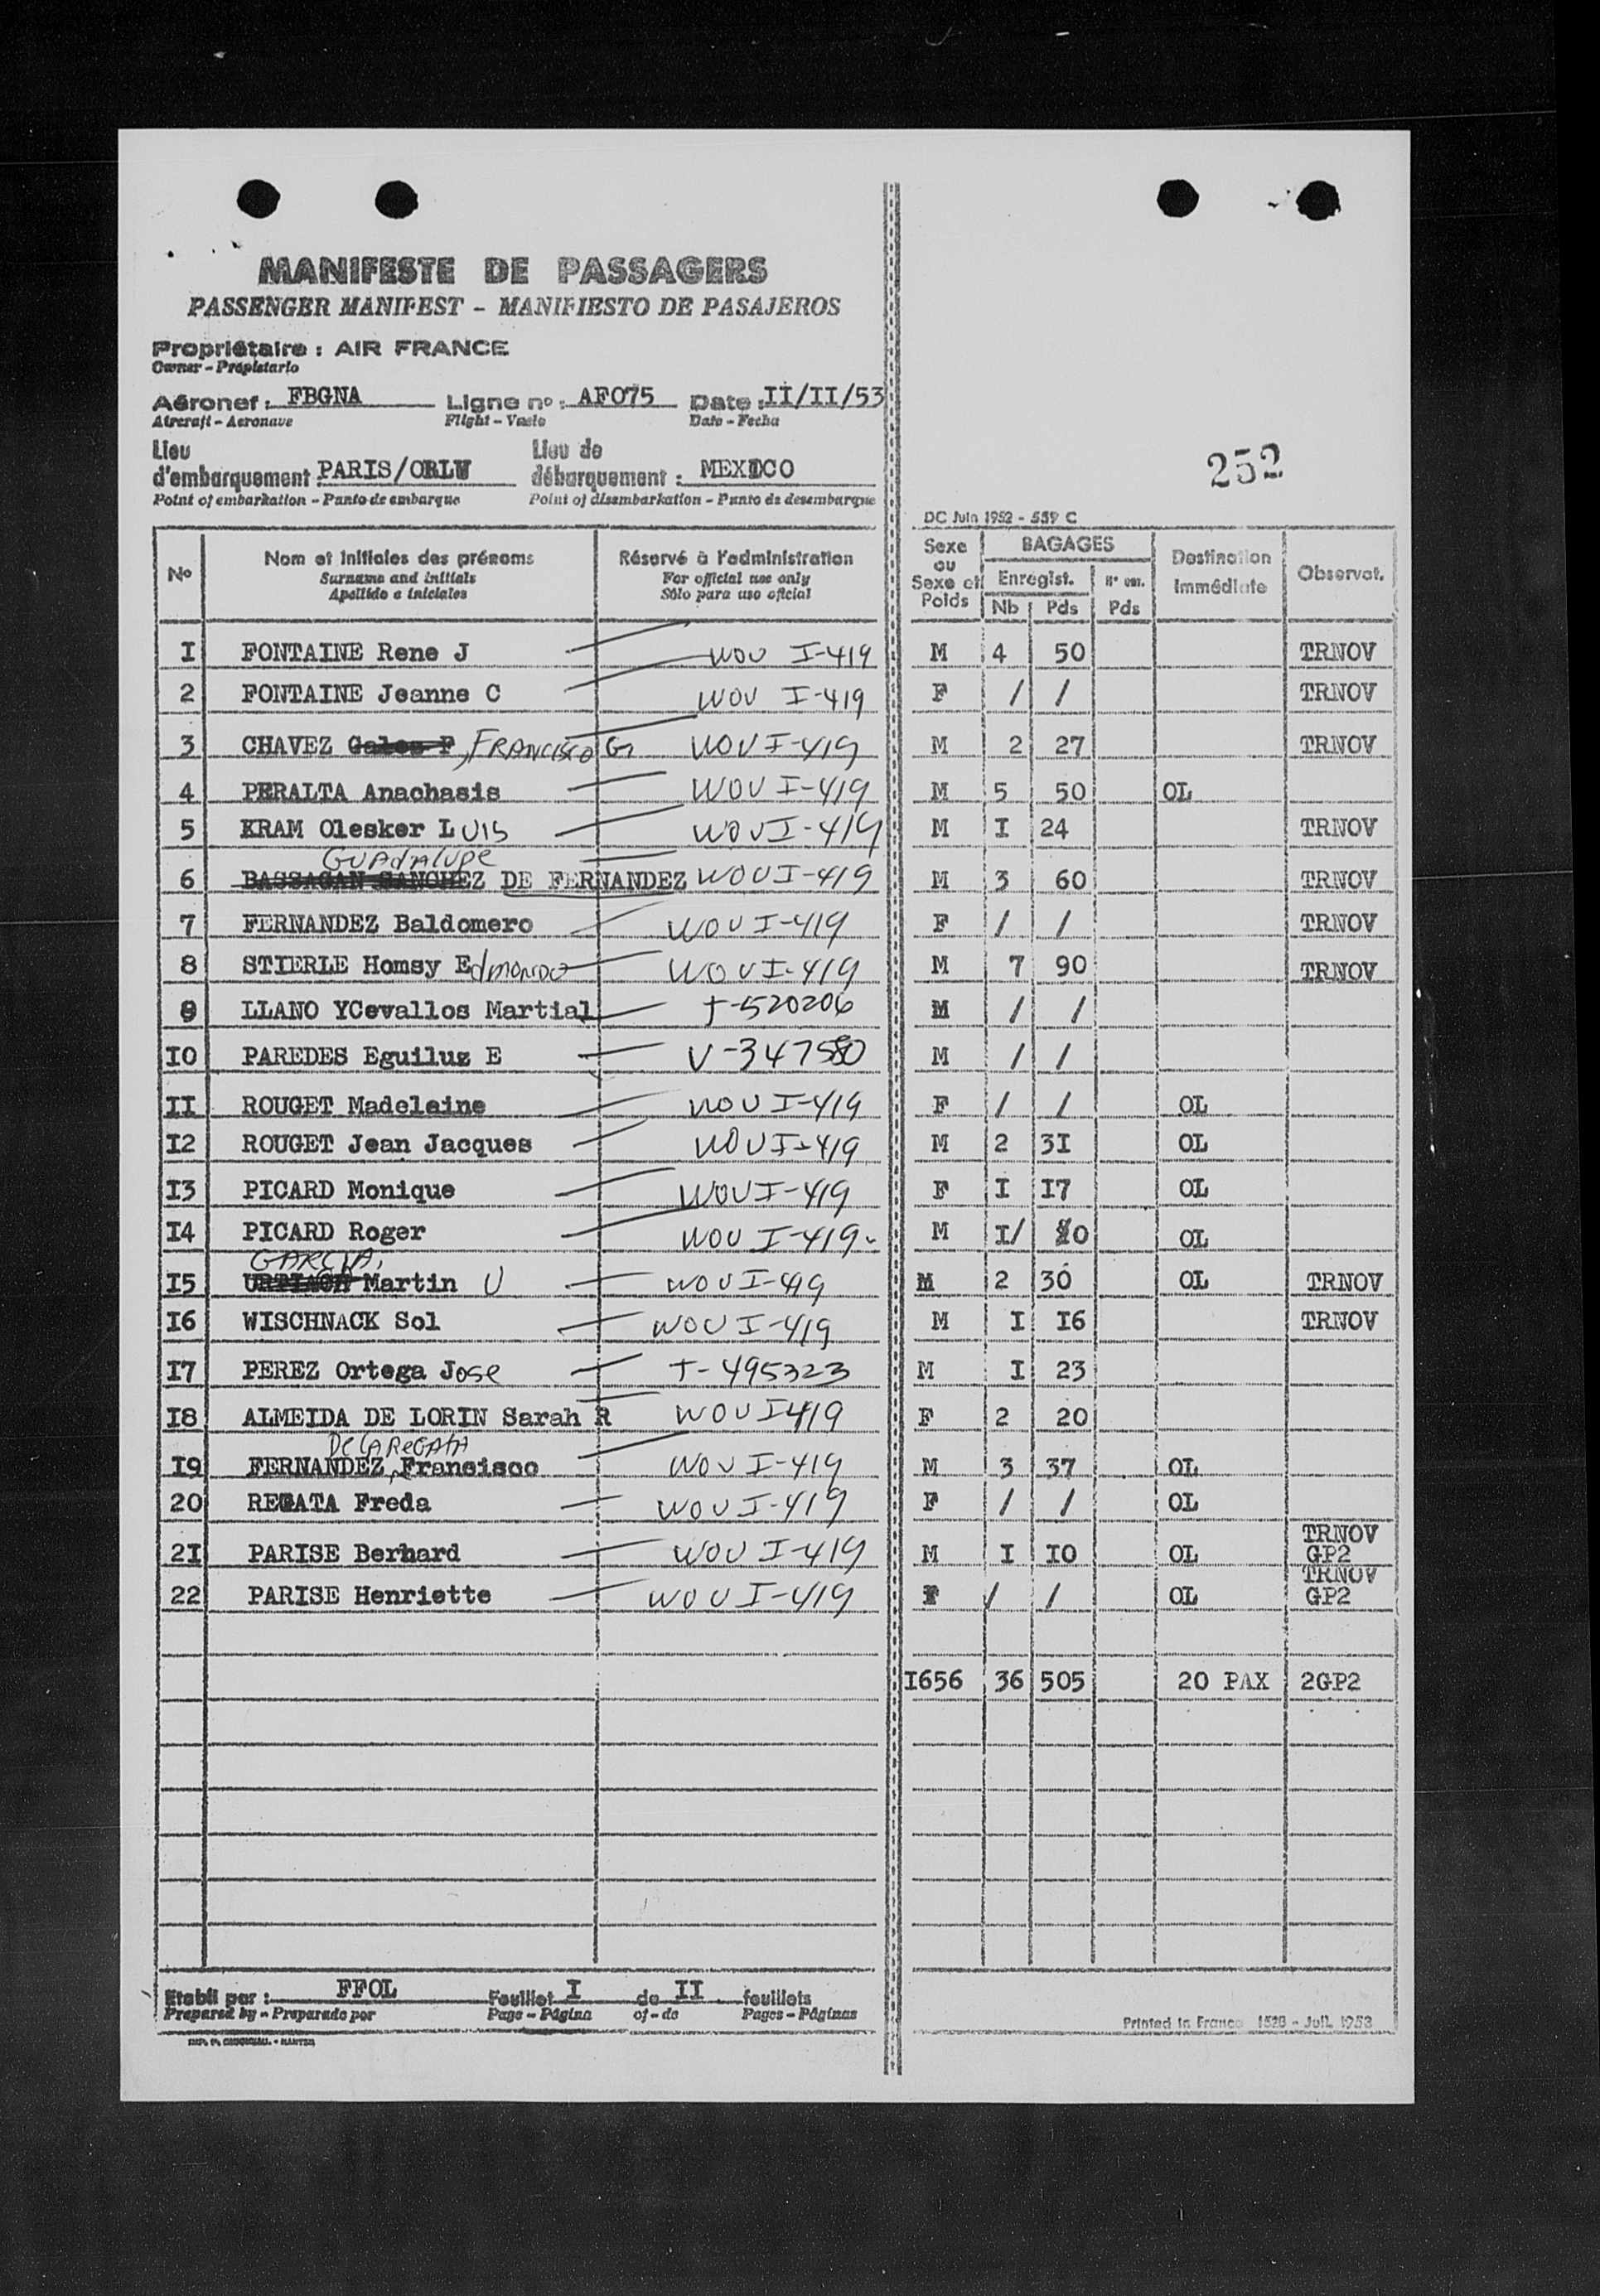 MANIFESTE DE PASSAGERS
PASSENGER MANIFEST - MANIFIESTO DE PASAJEROS
Propriétaire : AIR FRANCE
Owner - Propietario
Aéronef : FBGNA Ligne no : AF075 Date : II/II/53
Aircraft - Aeronave Flight - Vuelo Date - Fecha
Lieu d'embarquement : PARIS/ORLY Lieu de débarquement : MEXICO
Point of embarkation - Punto de embarque Point of disembarkation - Punto de desembarque
252
DC Juin 1952 - 559 C
No Nom et initiales des prénoms Réservé à l'administration Sexe ou Sexe et Poids BAGAGES Destination Immédiate Observat.
Surname and initials For official use only Enregist.
Apellido e iniciales Sólo para uso oficial Nb Pds Pds
I FONTAINE Rene J WOU I-419 M 4 50 TRNOV
2 FONTAINE Jeanne C WOU I-419 F / / TRNOV
3 CHAVEZ , FRANCISCO G WOU I-419 M 2 27 TRNOV
4 PERALTA Anachasis WOU I-419 M 5 50 OL
5 KRAM Olesker LUIS WOU I-419 M I 24 TRNOV
GUADALUPE
6 BASSAGAN SANCHEZ DE FERNANDEZ WOU I-419 M 3 60 TRNOV
7 FERNANDEZ Baldomero WOU I-419 F / / TRNOV
8 STIERLE Homsy Edmondo WOU I-419 M 7 90 TRNOV
9 LLANO YCevallos Martial T-520206 M / /
I0 PAREDES Eguiluz E V-347580 M / /
II ROUGET Madeleine WOU I-419 F / / OL
I2 ROUGET Jean Jacques WOU I-419 M 2 3I OL
I3 PICARD Monique WOU I-419 F I I7 OL
I4 PICARD Roger WOU I-419 M I/ 20 OL
GARCIA,
I5 Martin U WOU I-419 M 2 30 OL TRNOV
I6 WISCHNACK Sol WOU I-419 M I I6 TRNOV
I7 PEREZ Ortega Jose T-495323 M I 23
I8 ALMEIDA DE LORIN Sarah R WOU I-419 F 2 20
DE LA REGATA
I9 FERNANDEZ, Francisco WOU I-419 M 3 37 OL
20 REGATA Freda WOU I-419 F / / OL
2I PARISE Bernard WOU I-419 M I I0 OL TRNOV GP2
22 PARISE Henriette WOU I-419 F / / OL TRNOV GP2
I656 36 505 20 PAX 2GP2
Etabli par : FFOL Feuillet I de II feuillets
Prepared by - Preparado por Page - Página of - de Pages - Páginas
Printed in France 1528 - Juil. 1953